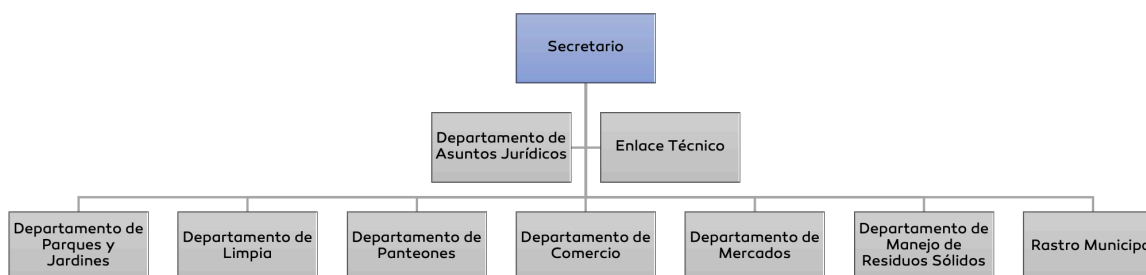 Secretario
Departamento de
Asuntos Jurídicos
Enlace Técnico
Departamento de
Parques y
Jardines
Departamento de
Limpia
Departamento de
Panteones
Departamento de
Comercio
Departamento de
Mercados
Departamento de
Manejo de
Residuos Sólidos
Rastro Municipa